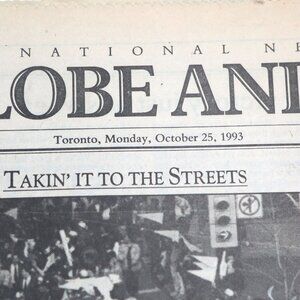 NATIONAL NE
LOBE AND
Toronto, Monday, October 25, 1993
TAKIN' IT TO THE STREETS